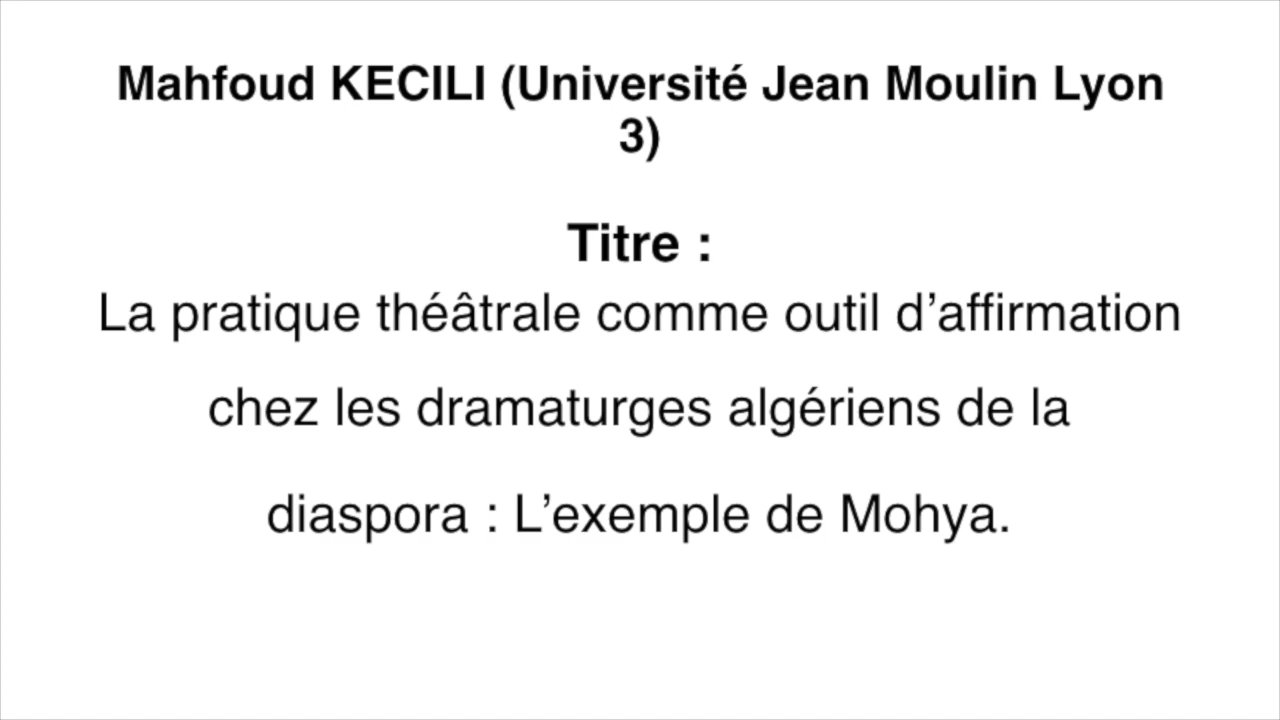 Mahfoud KECILI (Université Jean Moulin Lyon
3)
Titre :
La pratique théâtrale comme outil d’affirmation
chez les dramaturges algériens de la
diaspora : L’exemple de Mohya.